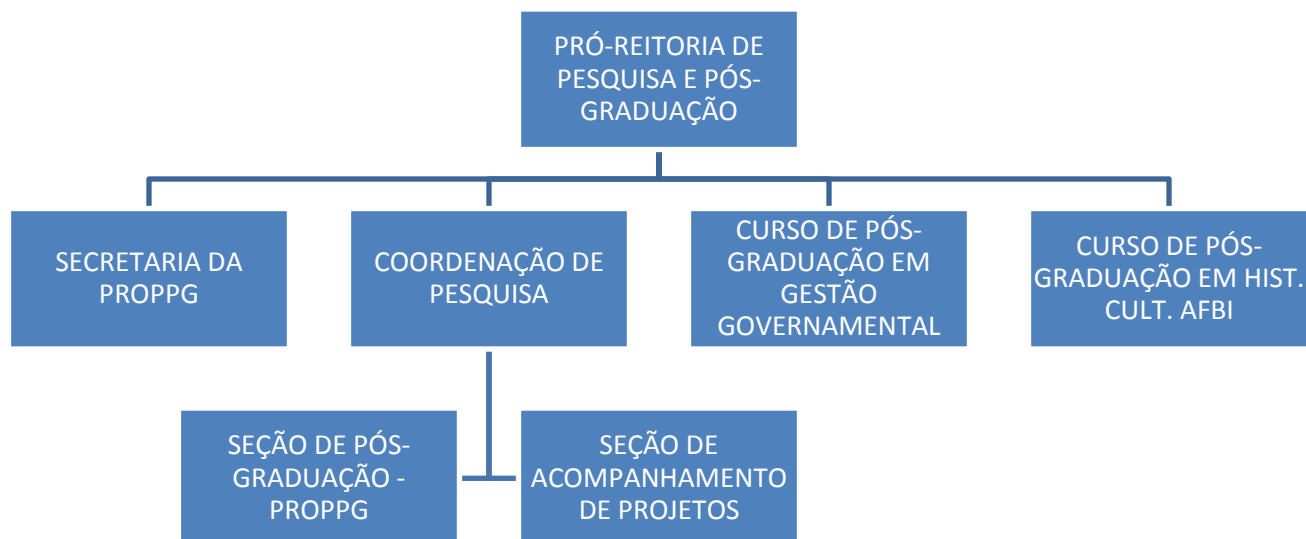 PRÓ-REITORIA DE
PESQUISA E PÓS-
GRADUAÇÃO
SECRETARIA DA
PROPPG
COORDENAÇÃO DE
PESQUISA
CURSO DE PÓS-
GRADUAÇÃO EM
GESTÃO
GOVERNAMENTAL
CURSO DE PÓS-
GRADUAÇÃO EM HIST.
CULT. AFBI
SEÇÃO DE PÓS-
GRADUAÇÃO -
PROPPG
SEÇÃO DE
ACOMPANHAMENTO
DE PROJETOS